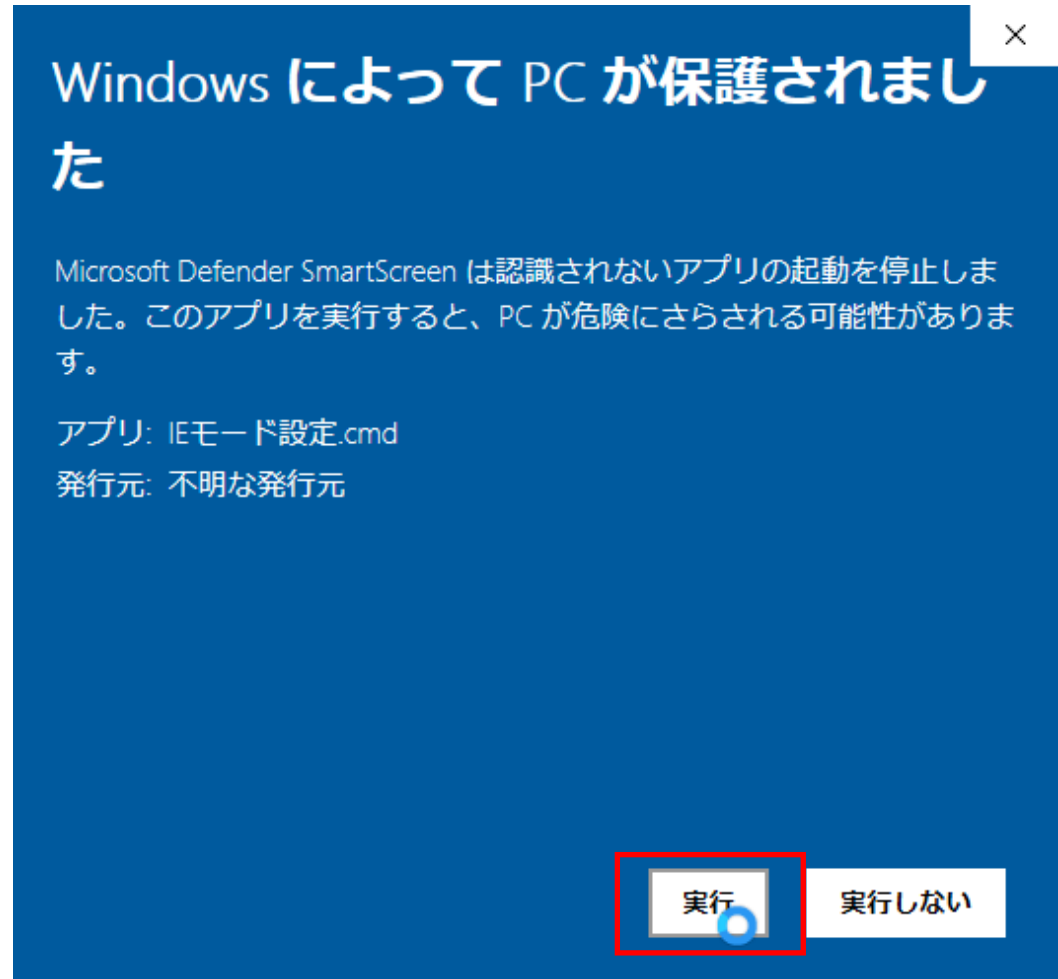 Windows によって PC が保護されまし
た
Microsoft Defender SmartScreen は認識されないアプリの起動を停止しま
した。このアプリを実行すると、PC が危険にさらされる可能性がありま
す。
アプリ: IEモード設定.cmd
発行元: 不明な発行元
実行 実行しない